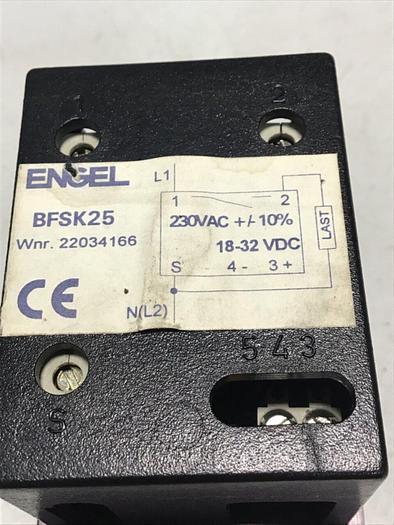 1 2
ENGEL L1
1 2
BFSK25
230VAC +/- 10%
LAST
Wnr. 22034166
18-32 VDC
S 4- 3+
CE
N(L2)
5 4 3
S